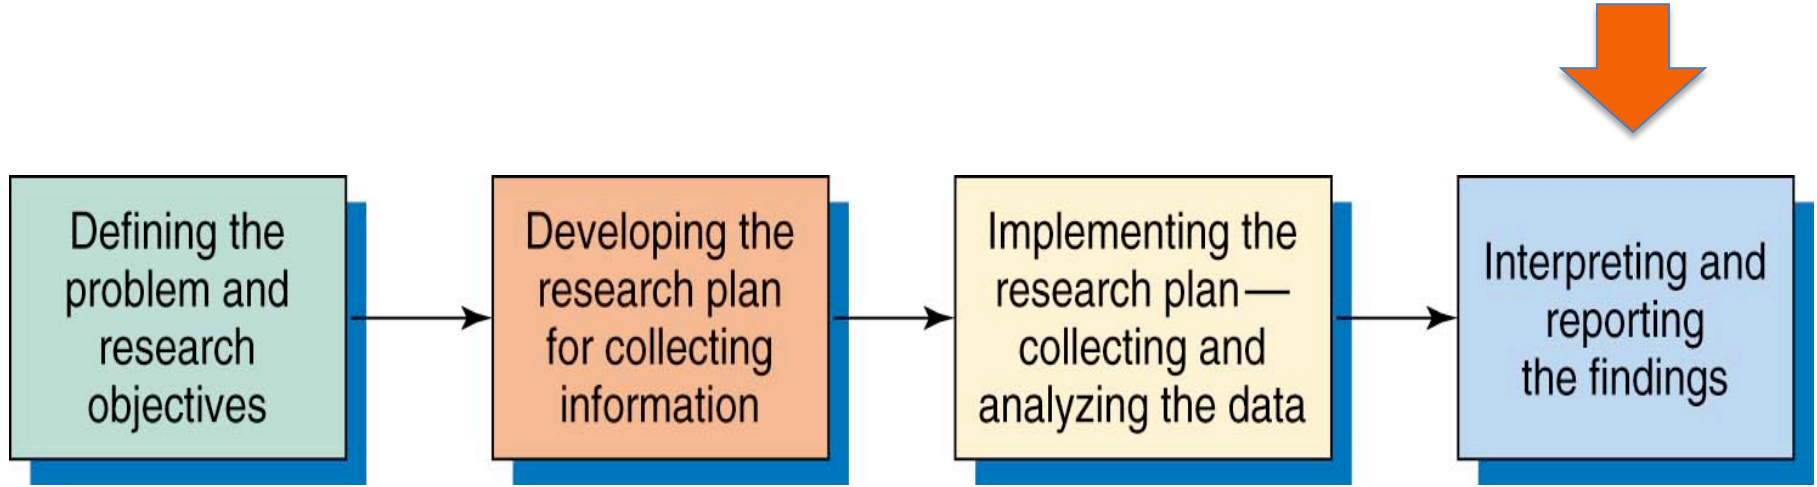 Defining the
problem and
research
objectives
Developing the
research plan
for collecting
information
Implementing the
research plan—
collecting and
analyzing the data
Interpreting and
reporting
the findings